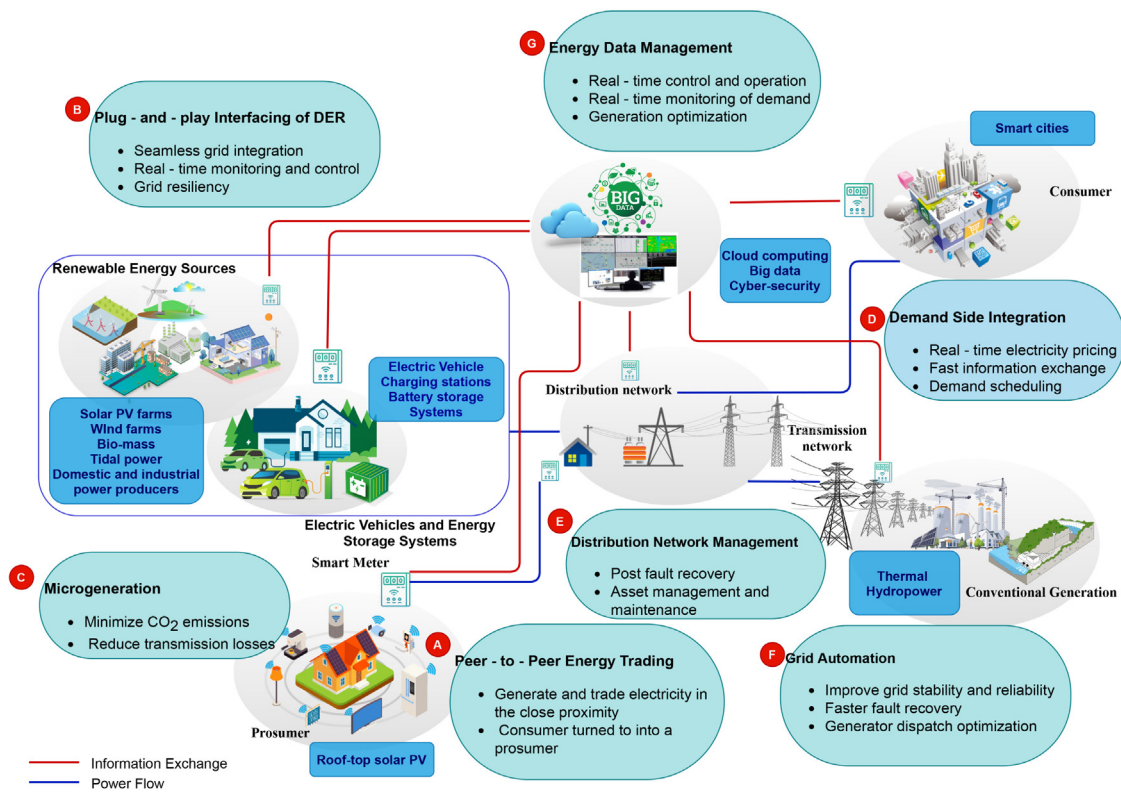 G Energy Data Management
• Real - time control and operation
• Real - time monitoring of demand
• Generation optimization
B Plug - and - play Interfacing of DER
• Seamless grid integration
• Real - time monitoring and control
• Grid resiliency
Smart cities
Consumer
BIG
DATA
Cloud computing
Big data
Cyber-security
Renewable Energy Sources
Solar PV farms
WInd farms
Bio-mass
Tidal power
Domestic and industrial
power producers
Electric Vehicle
Charging stations
Battery storage
Systems
Electric Vehicles and Energy
Storage Systems
Distribution network
Transmission
network
D Demand Side Integration
• Real - time electricity pricing
• Fast information exchange
• Demand scheduling
E
Distribution Network Management
• Post fault recovery
• Asset management and
maintenance
Thermal
Hydropower
Conventional Generation
Smart Meter
C
Microgeneration
• Minimize CO2 emissions
• Reduce transmission losses
Prosumer
Roof-top solar PV
A
Peer - to - Peer Energy Trading
• Generate and trade electricity in
the close proximity
• Consumer turned to into a
prosumer
F Grid Automation
• Improve grid stability and reliability
• Faster fault recovery
• Generator dispatch optimization
Information Exchange
Power Flow